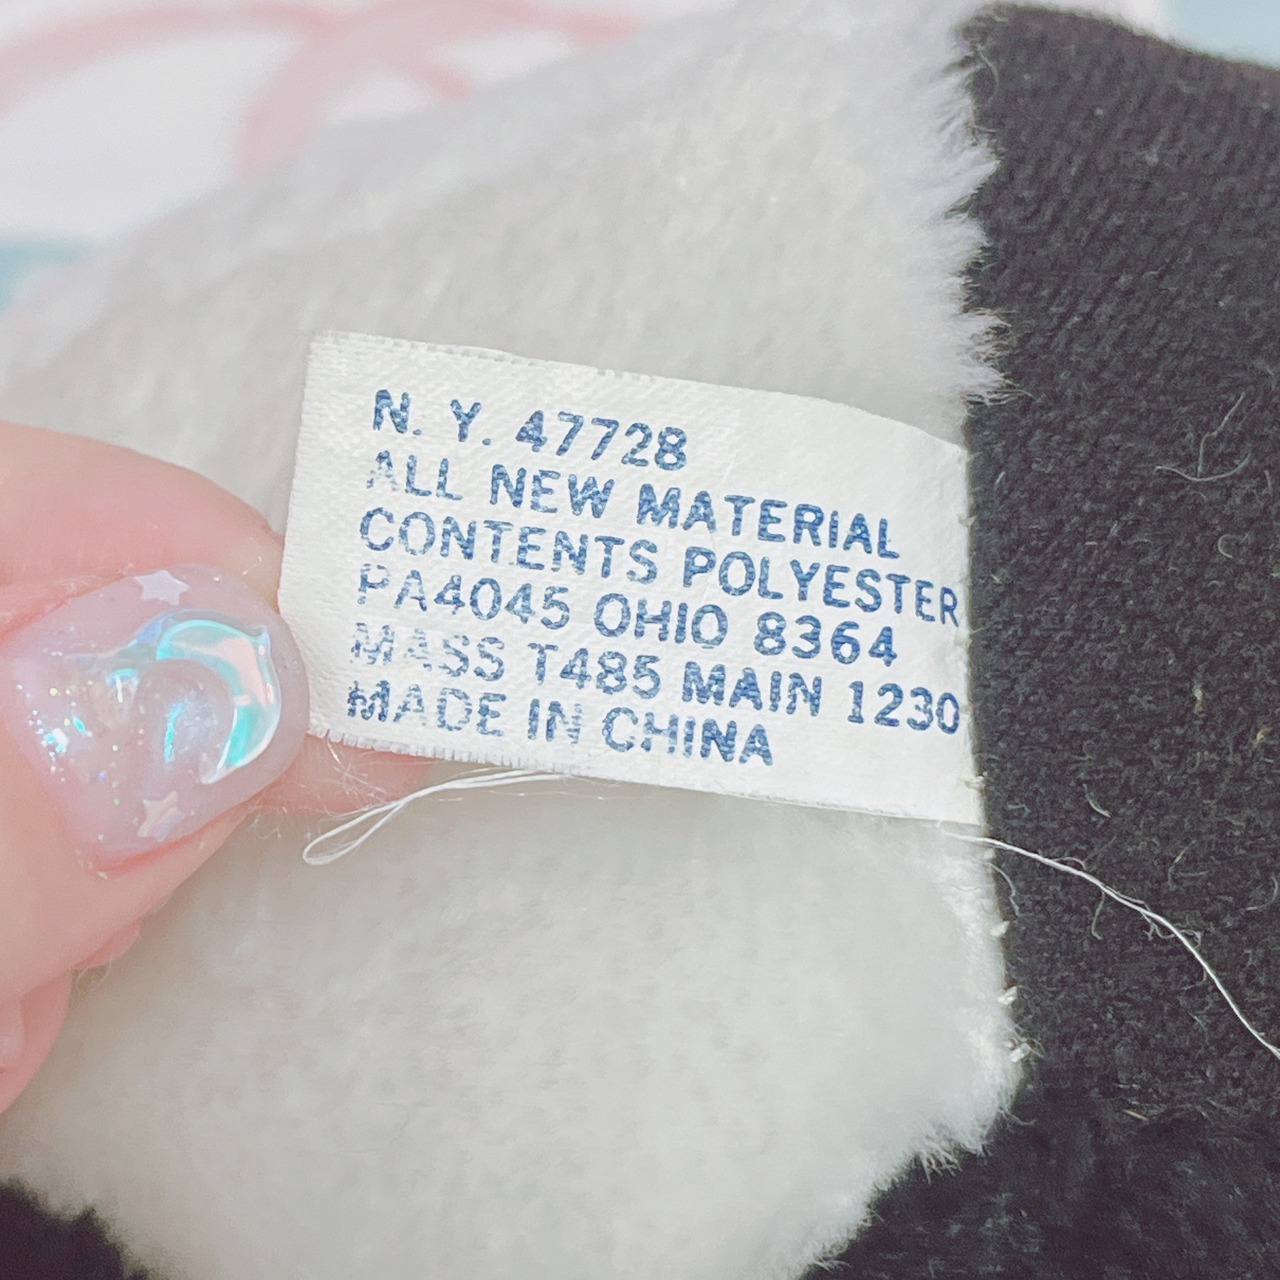 N. Y. 47728
ALL NEW MATERIAL
CONTENTS POLYESTER
PA4045 OHIO 8364
MASS T485 MAIN 1230
MADE IN CHINA